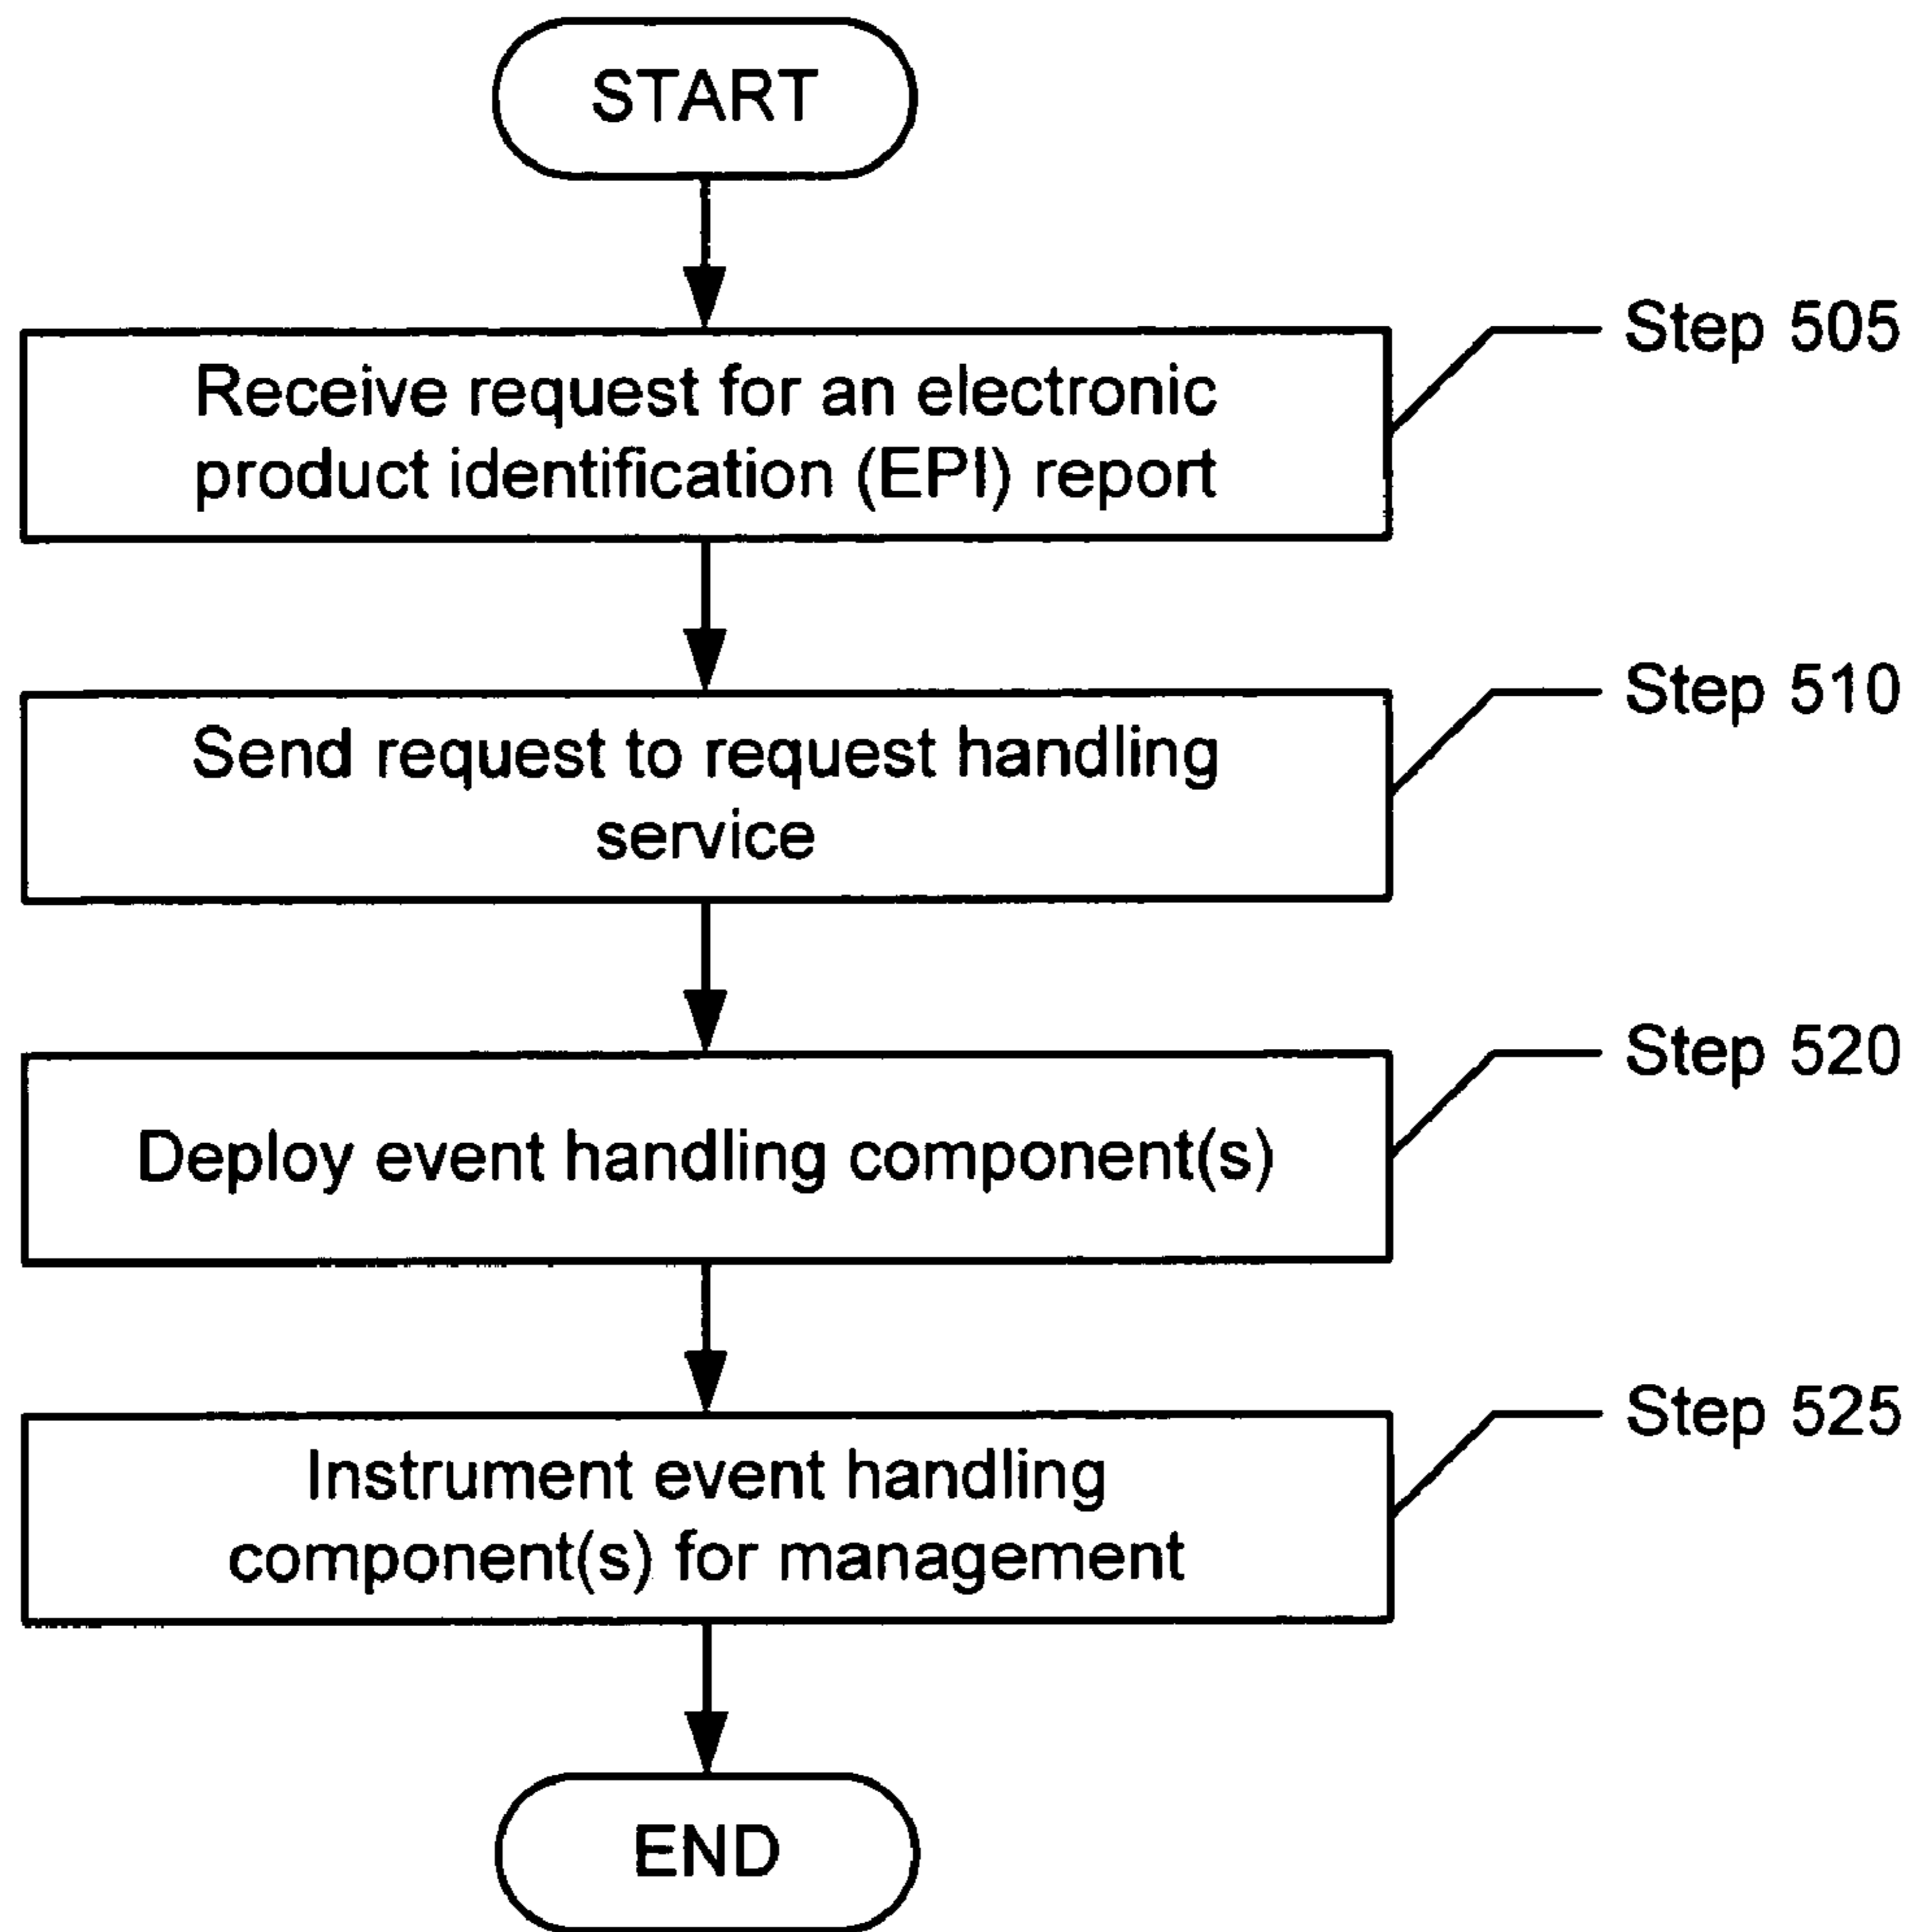 START
Step 505
Receive request for an electronic
product identification (EPI) report
Step 510
Send request to request handling
service
Step 520
Deploy event handling component(s)
Step 525
Instrument event handling
component(s) for management
END